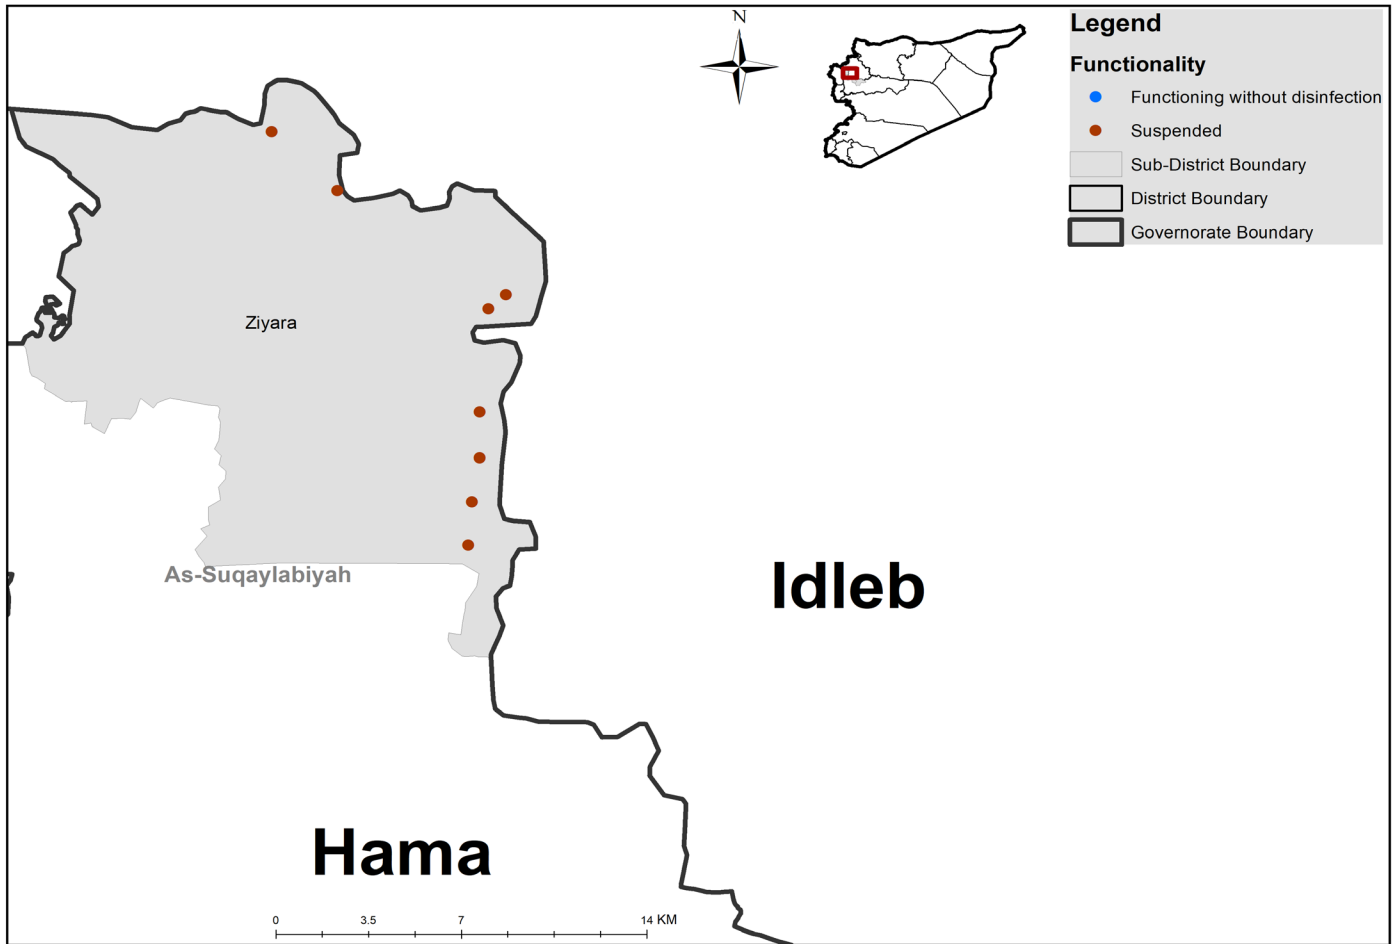 N
Legend
Functionality
Functioning without disinfection
Suspended
Sub-District Boundary
District Boundary
Governorate Boundary
Ziyara
As-Suqaylabiyah
Idleb
Hama
0 3.5 7 14 KM